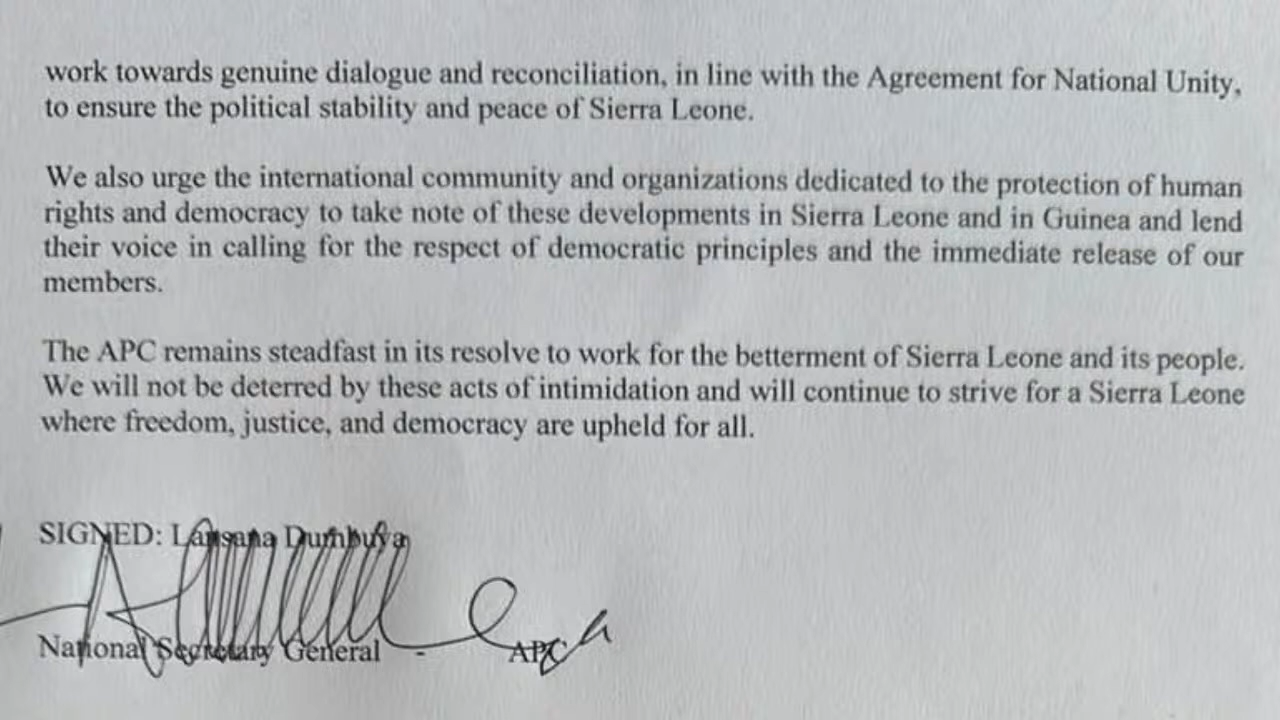 work towards genuine dialogue and reconciliation, in line with the Agreement for National Unity,
to ensure the political stability and peace of Sierra Leone.
We also urge the international community and organizations dedicated to the protection of human
rights and democracy to take note of these developments in Sierra Leone and in Guinea and lend
their voice in calling for the respect of democratic principles and the immediate release of our
members.
The APC remains steadfast in its resolve to work for the betterment of Sierra Leone and its people.
We will not be deterred by these acts of intimidation and will continue to strive for a Sierra Leone
where freedom, justice, and democracy are upheld for all.
SIGNED: Lansana Dumbuya
National Secretary General - APC